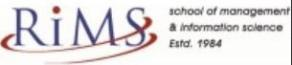 RiMS
school of management
& information science
Estd. 1984